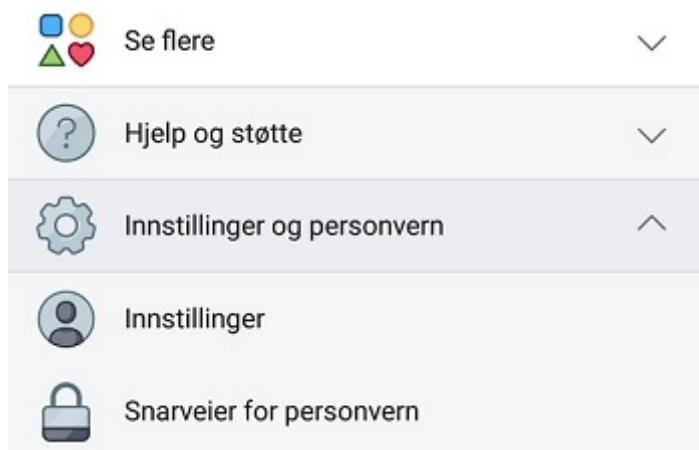 Se flere
Hjelp og støtte
Innstillinger og personvern
Innstillinger
Snarveier for personvern